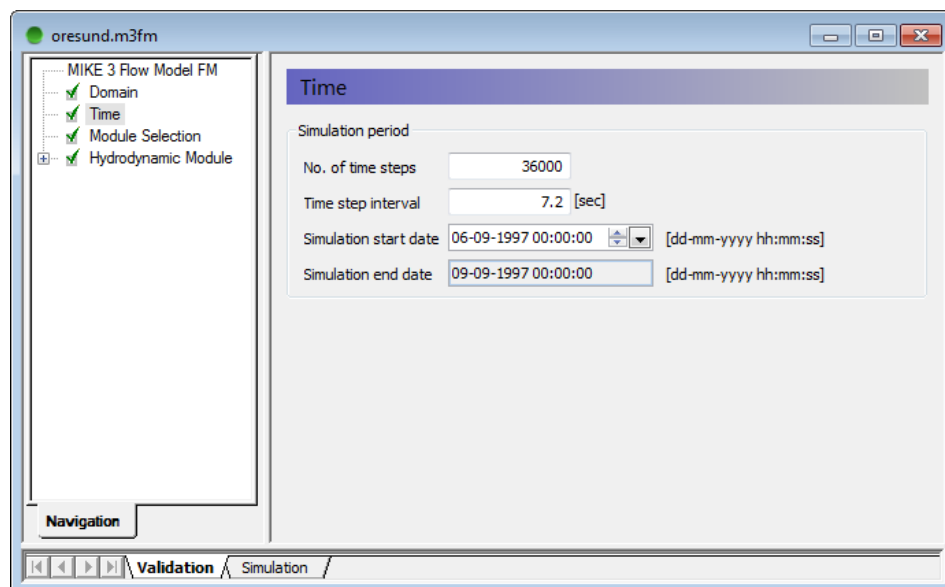 oresund.m3fm
MIKE 3 Flow Model FM
Domain
Time
Module Selection
Hydrodynamic Module
Navigation
Time
Simulation period
No. of time steps 36000
Time step interval 7.2 [sec]
Simulation start date 06-09-1997 00:00:00 [dd-mm-yyyy hh:mm:ss]
Simulation end date 09-09-1997 00:00:00 [dd-mm-yyyy hh:mm:ss]
Validation Simulation